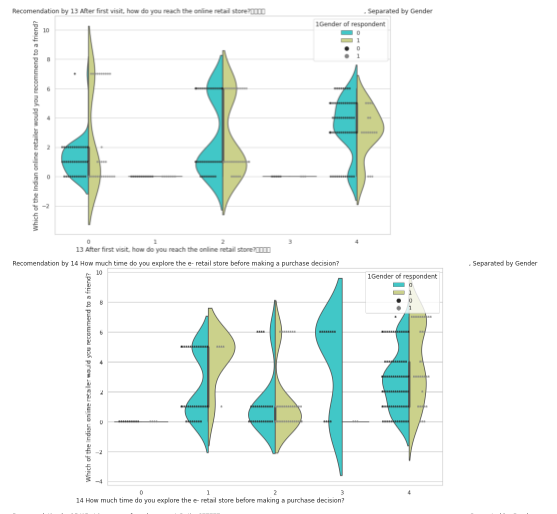 Recomendation by 13 After first visit, how do you reach the online retail store?▯▯▯▯ , Separated by Gender
Which of the Indian online retailer would you recommend to a friend?
10
8
6
4
2
0
−2
1Gender of respondent
0
1
0
1
0 1 2 3 4
13 After first visit, how do you reach the online retail store?▯▯▯▯
Recomendation by 14 How much time do you explore the e- retail store before making a purchase decision? , Separated by Gender
Which of the Indian online retailer would you recommend to a friend?
10
8
6
4
2
0
−2
−4
1Gender of respondent
0
1
0
1
0 1 2 3 4
14 How much time do you explore the e- retail store before making a purchase decision?